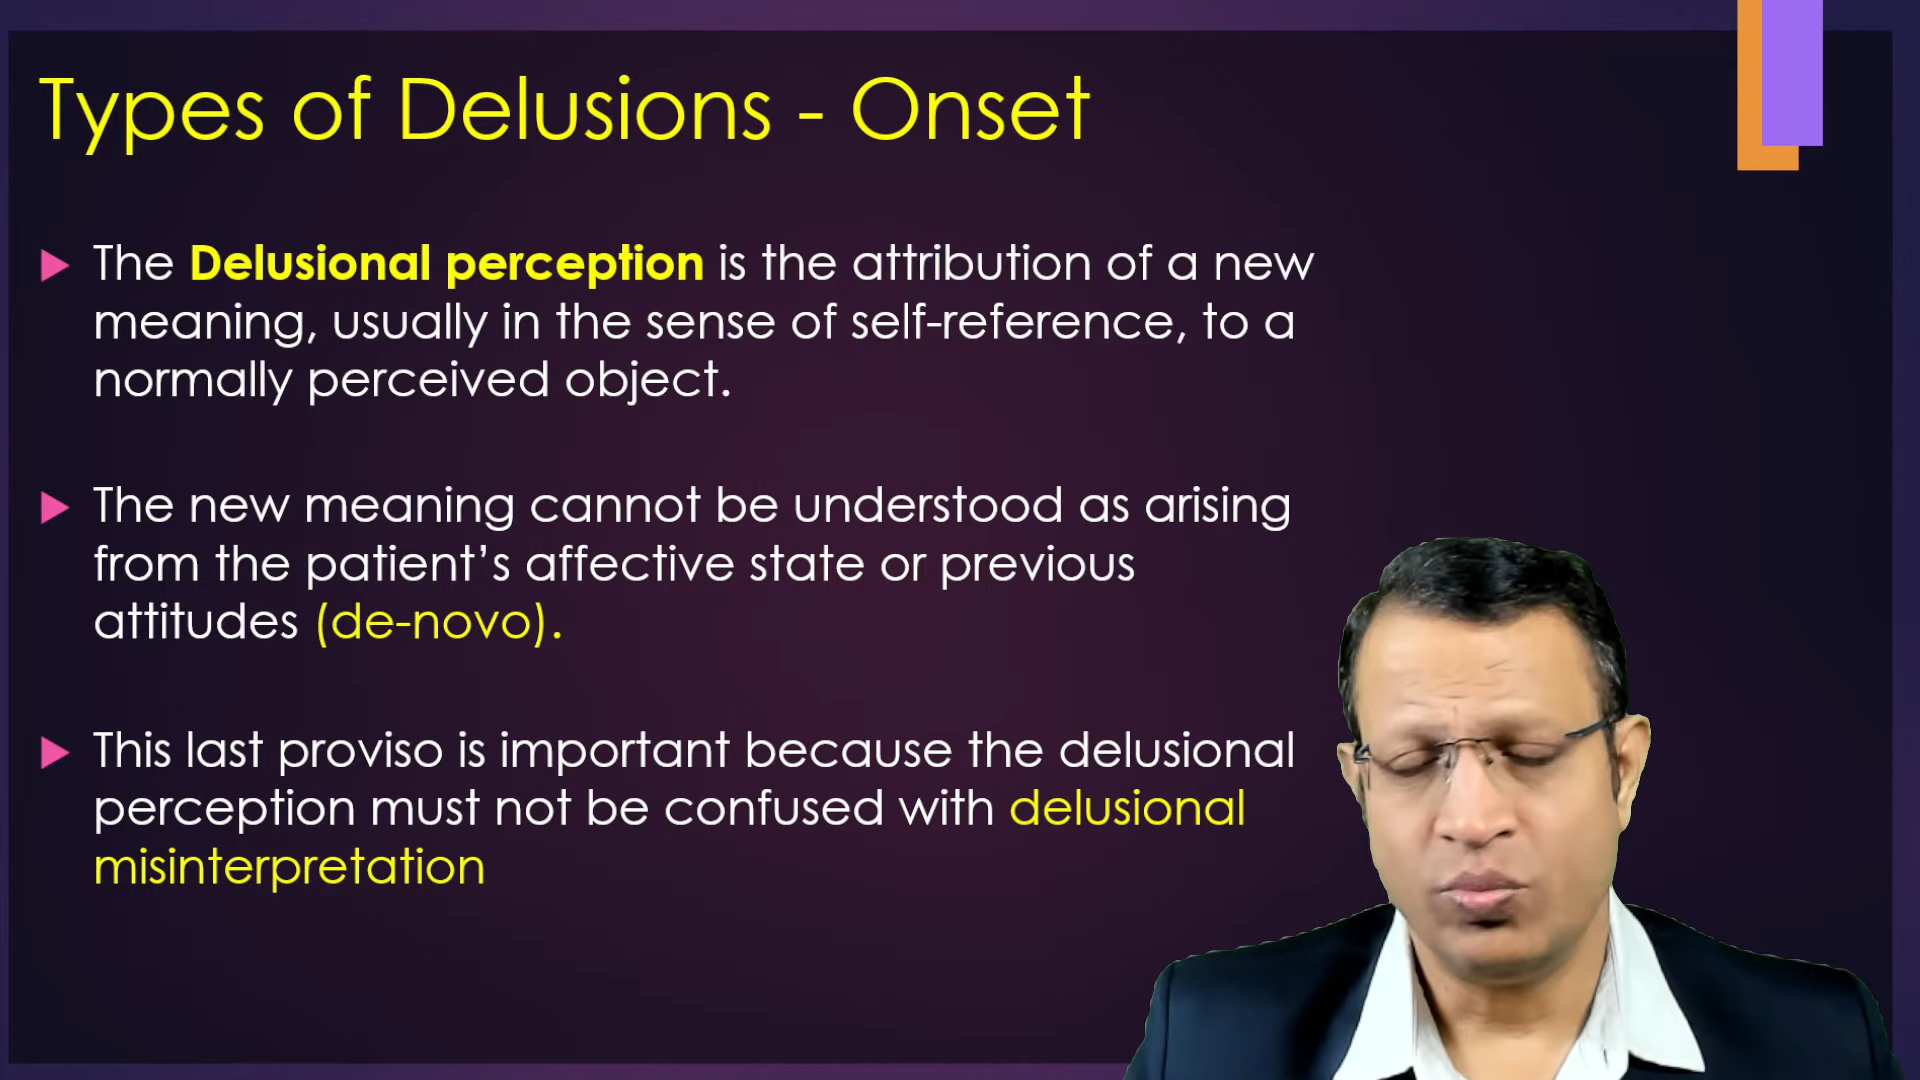 Types of Delusions - Onset
The Delusional perception is the attribution of a new
meaning, usually in the sense of self-reference, to a
normally perceived object.
The new meaning cannot be understood as arising
from the patient’s affective state or previous
attitudes (de-novo).
This last proviso is important because the delusional
perception must not be confused with delusional
misinterpretation